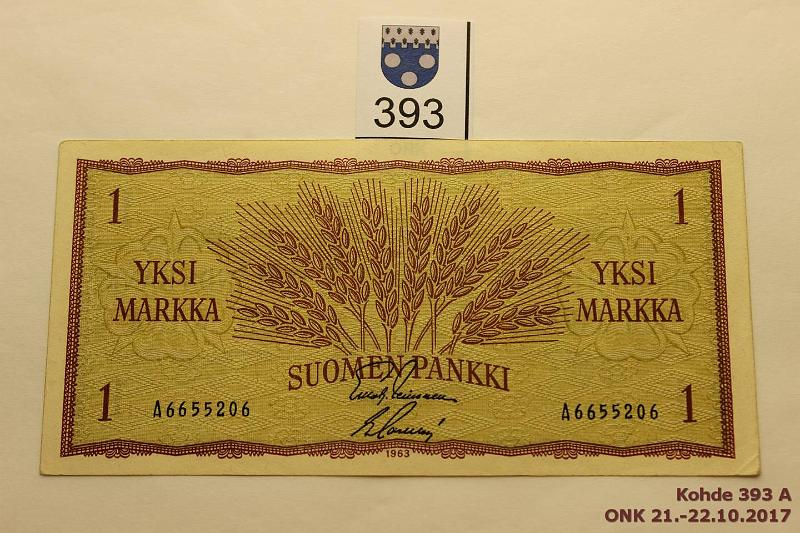 393
1
1
YKSI
MARKKA
YKSI
MARKKA
SUOMEN PANKKI
1
A6655206
A6655206
1
1963
Kohde 393 A
ONK 21.-22.10.2017